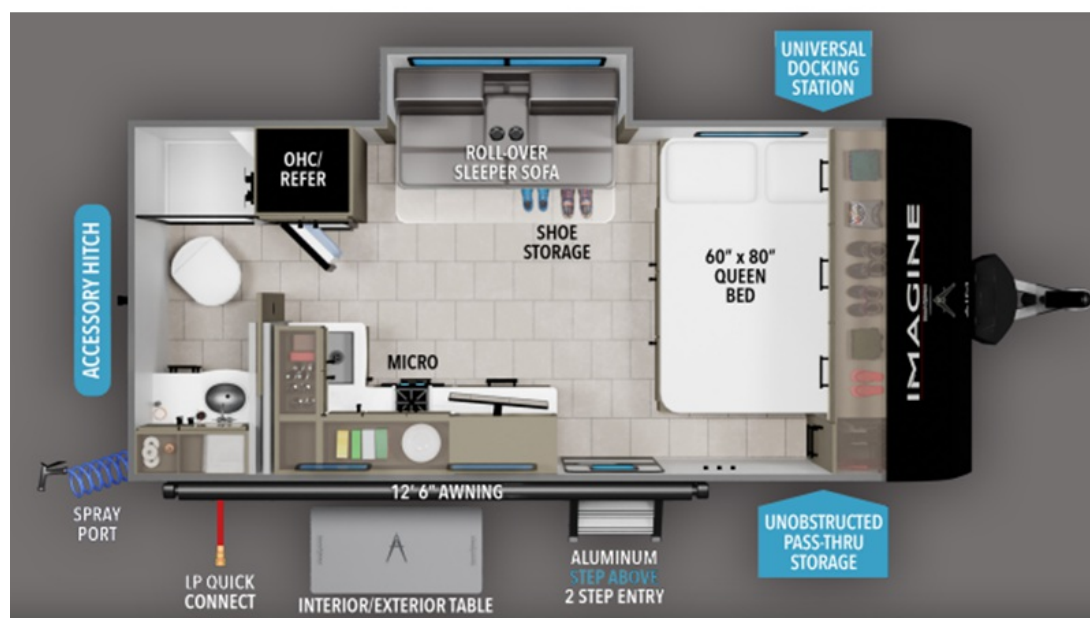 UNIVERSAL
DOCKING
STATION
OHC/
REFER
ROLL-OVER
SLEEPER SOFA
SHOE
STORAGE
60" x 80"
QUEEN
BED
ACCESSORY HITCH
MICRO
IMAGINE
AIM
12' 6" AWNING
SPRAY
PORT
LP QUICK
CONNECT
INTERIOR/EXTERIOR TABLE
ALUMINUM
STEP ABOVE
2 STEP ENTRY
UNOBSTRUCTED
PASS-THRU
STORAGE